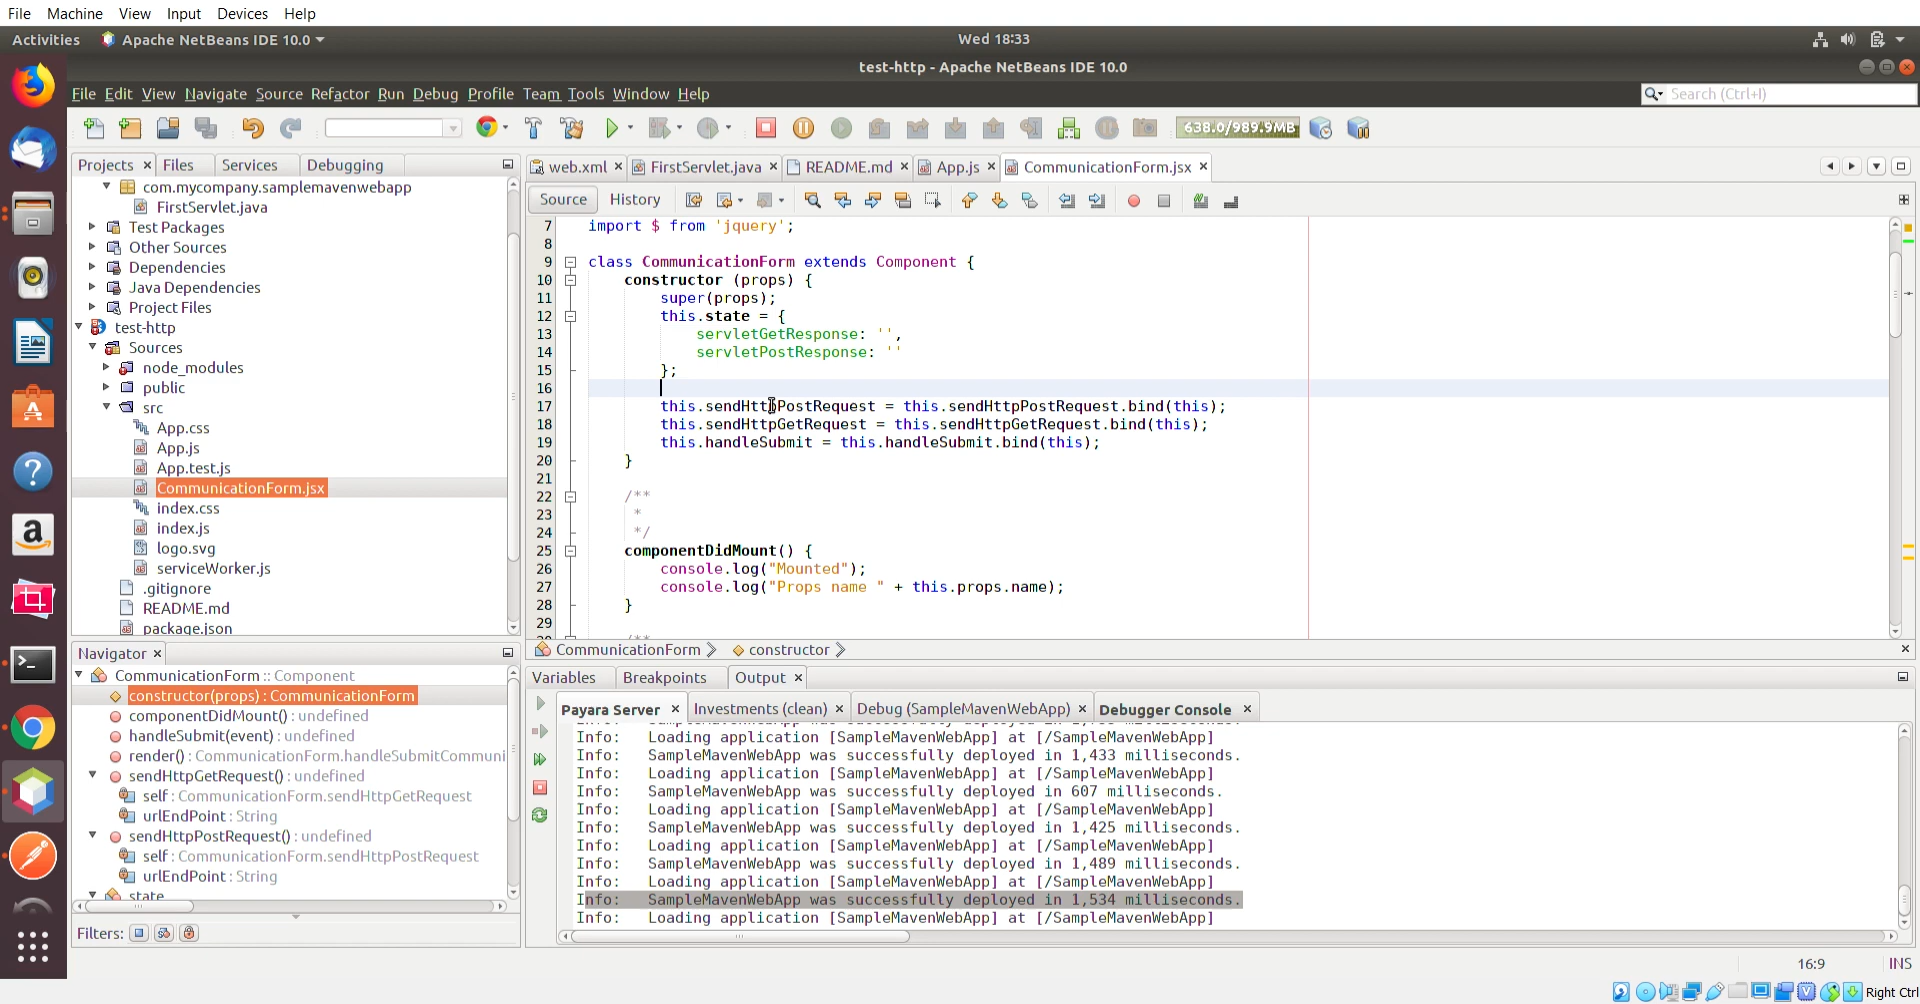 File Machine View Input Devices Help
Activities Apache NetBeans IDE 10.0 Wed 18:33
test-http - Apache NetBeans IDE 10.0
File Edit View Navigate Source Refactor Run Debug Profile Team Tools Window Help Search (Ctrl+I)
638.0/989.9MB
Projects Files Services Debugging
web.xml FirstServlet.java README.md App.js CommunicationForm.jsx
Source History
com.mycompany.samplemavenwebapp
FirstServlet.java
Test Packages
Other Sources
Dependencies
Java Dependencies
Project Files
test-http
Sources
node_modules
public
src
App.css
App.js
App.test.js
CommunicationForm.jsx
index.css
index.js
logo.svg
serviceWorker.js
.gitignore
README.md
package.json
7 import $ from 'jquery';
8
9 class CommunicationForm extends Component {
10 constructor (props) {
11 super(props);
12 this.state = {
13 servletGetResponse: '',
14 servletPostResponse: ''
15 };
16
17 this.sendHttpPostRequest = this.sendHttpPostRequest.bind(this);
18 this.sendHttpGetRequest = this.sendHttpGetRequest.bind(this);
19 this.handleSubmit = this.handleSubmit.bind(this);
20 }
21
22 /**
23 *
24 */
25 componentDidMount() {
26 console.log("Mounted");
27 console.log("Props name " + this.props.name);
28 }
29
30 /**
CommunicationForm constructor
Navigator
CommunicationForm :: Component
constructor(props) : CommunicationForm
componentDidMount() : undefined
handleSubmit(event) : undefined
render() : CommunicationForm.handleSubmitCommuni
sendHttpGetRequest() : undefined
self : CommunicationForm.sendHttpGetRequest
urlEndPoint : String
sendHttpPostRequest() : undefined
self : CommunicationForm.sendHttpPostRequest
urlEndPoint : String
state
Filters:
Variables Breakpoints Output
Payara Server Investments (clean) Debug (SampleMavenWebApp) Debugger Console
Info: SampleMavenWebApp was successfully deployed in milliseconds.
Info: Loading application [SampleMavenWebApp] at [/SampleMavenWebApp]
Info: SampleMavenWebApp was successfully deployed in 1,433 milliseconds.
Info: Loading application [SampleMavenWebApp] at [/SampleMavenWebApp]
Info: SampleMavenWebApp was successfully deployed in 607 milliseconds.
Info: Loading application [SampleMavenWebApp] at [/SampleMavenWebApp]
Info: SampleMavenWebApp was successfully deployed in 1,425 milliseconds.
Info: Loading application [SampleMavenWebApp] at [/SampleMavenWebApp]
Info: SampleMavenWebApp was successfully deployed in 1,489 milliseconds.
Info: Loading application [SampleMavenWebApp] at [/SampleMavenWebApp]
Info: SampleMavenWebApp was successfully deployed in 1,534 milliseconds.
Info: Loading application [SampleMavenWebApp] at [/SampleMavenWebApp]
16:9 INS
Right Ctrl